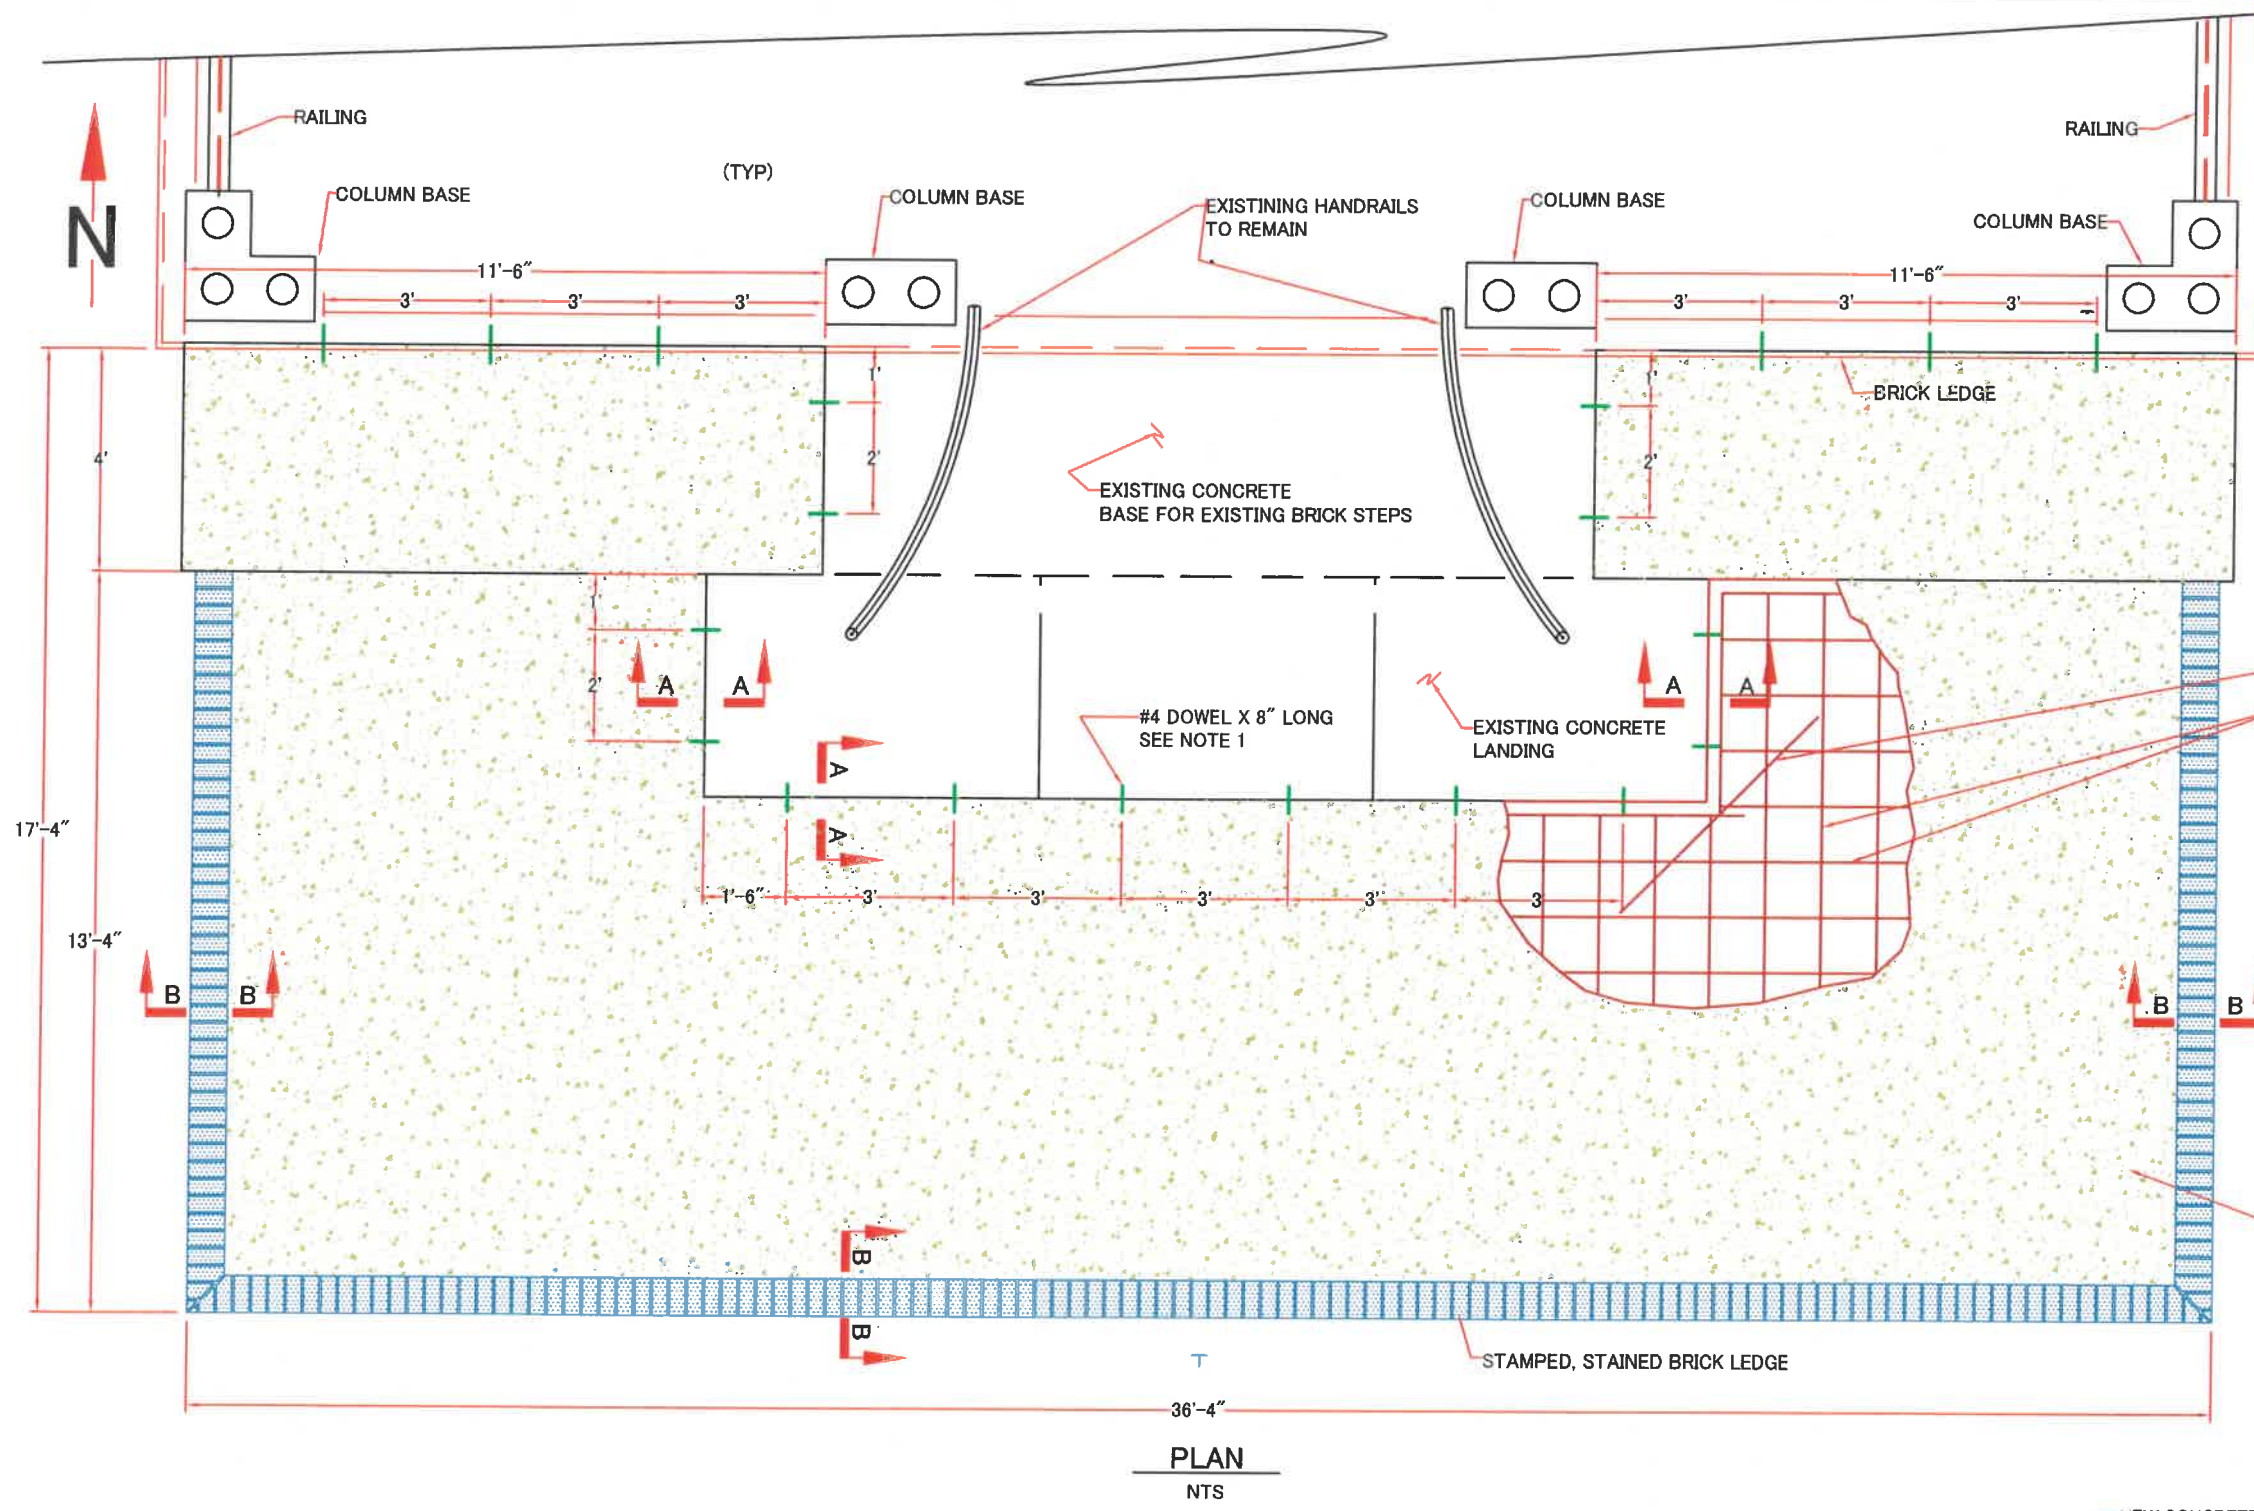 RAILING
RAILING
N
(TYP)
COLUMN BASE
COLUMN BASE
EXISTINING HANDRAILS
TO REMAIN
COLUMN BASE
COLUMN BASE
11'-6"
11'-6"
3'
3'
3'
3'
3'
3'
1'
1'
BRICK LEDGE
4'
2'
2'
EXISTING CONCRETE
BASE FOR EXISTING BRICK STEPS
1'
2'
A
A
A
A
#4 DOWEL X 8" LONG
SEE NOTE 1
EXISTING CONCRETE
LANDING
A
17'-4"
A
1'-6"
3'
3'
3'
3'
3
13'-4"
B
B
B
B
B
B
STAMPED, STAINED BRICK LEDGE
36'-4"
PLAN
NTS